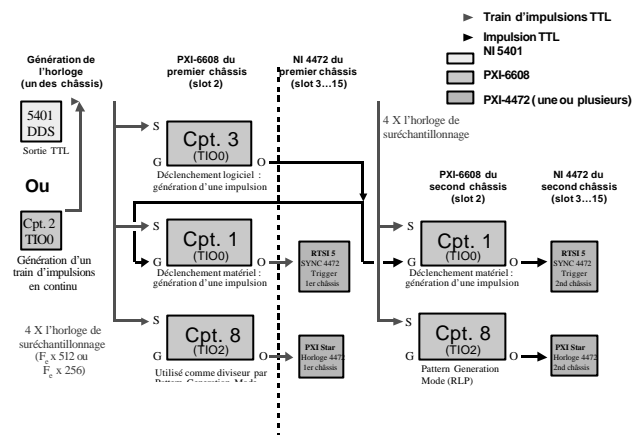 Train d'impulsions TTL
Impulsion TTL
NI 5401
PXI-6608
PXI-4472 (une ou plusieurs)
Génération de
l'horloge
(un des châssis)
PXI-6608 du
premier châssis
(slot 2)
NI 4472 du
premier châssis
(slot 3…15)
5401
DDS
Sortie TTL
Ou
Cpt. 2
TIO0
Génération d'un
train d'impulsions
en continu
4 X l'horloge de
suréchantillonnage
(Fe x 512 ou
Fe x 256)
S
Cpt. 3
(TIO0)
G
O
Déclenchement logiciel :
génération d'une impulsion
S
Cpt. 1
(TIO0)
G
O
Déclenchement matériel :
génération d'une impulsion
RTSI 5
SYNC 4472
Trigger
1er châssis
S
Cpt. 8
(TIO2)
G
O
Utilisé comme diviseur par
PXI Star
Horloge 4472
1er châssis
4 X l'horloge de
suréchantillonnage
PXI-6608 du
second châssis
(slot 2)
NI 4472 du
second châssis
(slot 3…15)
S
Cpt. 1
(TIO0)
G
O
Déclenchement matériel :
génération d'une impulsion
RTSI 5
SYNC 4472
Trigger
2nd châssis
S
Cpt. 8
(TIO2)
G
O
Pattern Generation
Mode (RLP)
PXI Star
Horloge 4472
2nd châssis